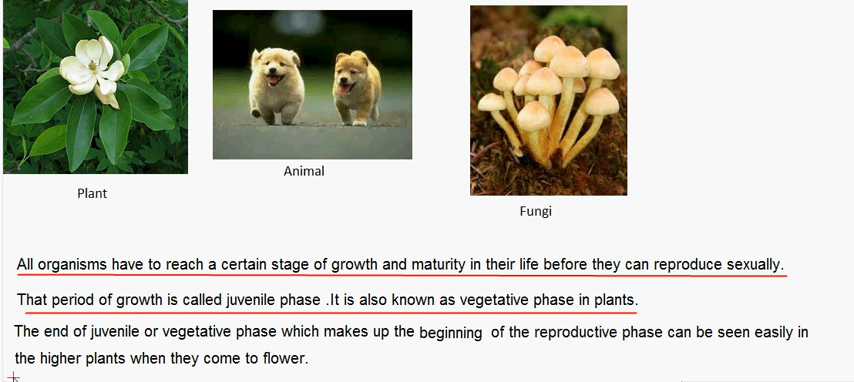 Plant
Animal
Fungi
All organisms have to reach a certain stage of growth and maturity in their life before they can reproduce sexually.
That period of growth is called juvenile phase .It is also known as vegetative phase in plants.
The end of juvenile or vegetative phase which makes up the beginning of the reproductive phase can be seen easily in
the higher plants when they come to flower.